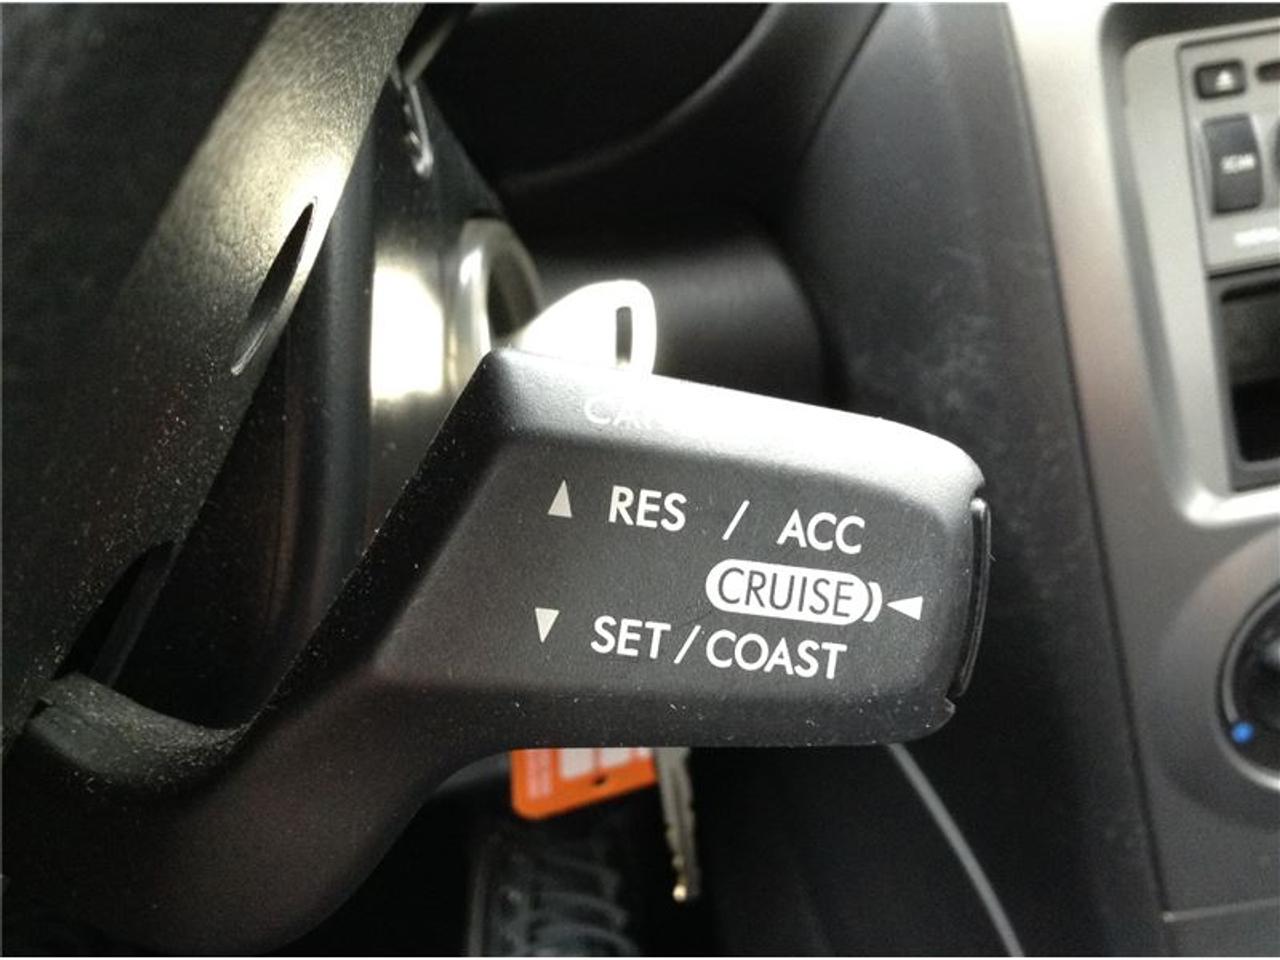 ▲ RES / ACC
CRUISE
▼ SET / COAST